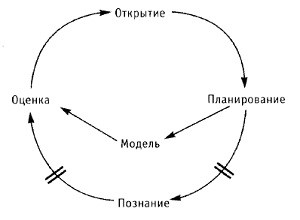 Открытие
Оценка
Планирование
Модель
Познание